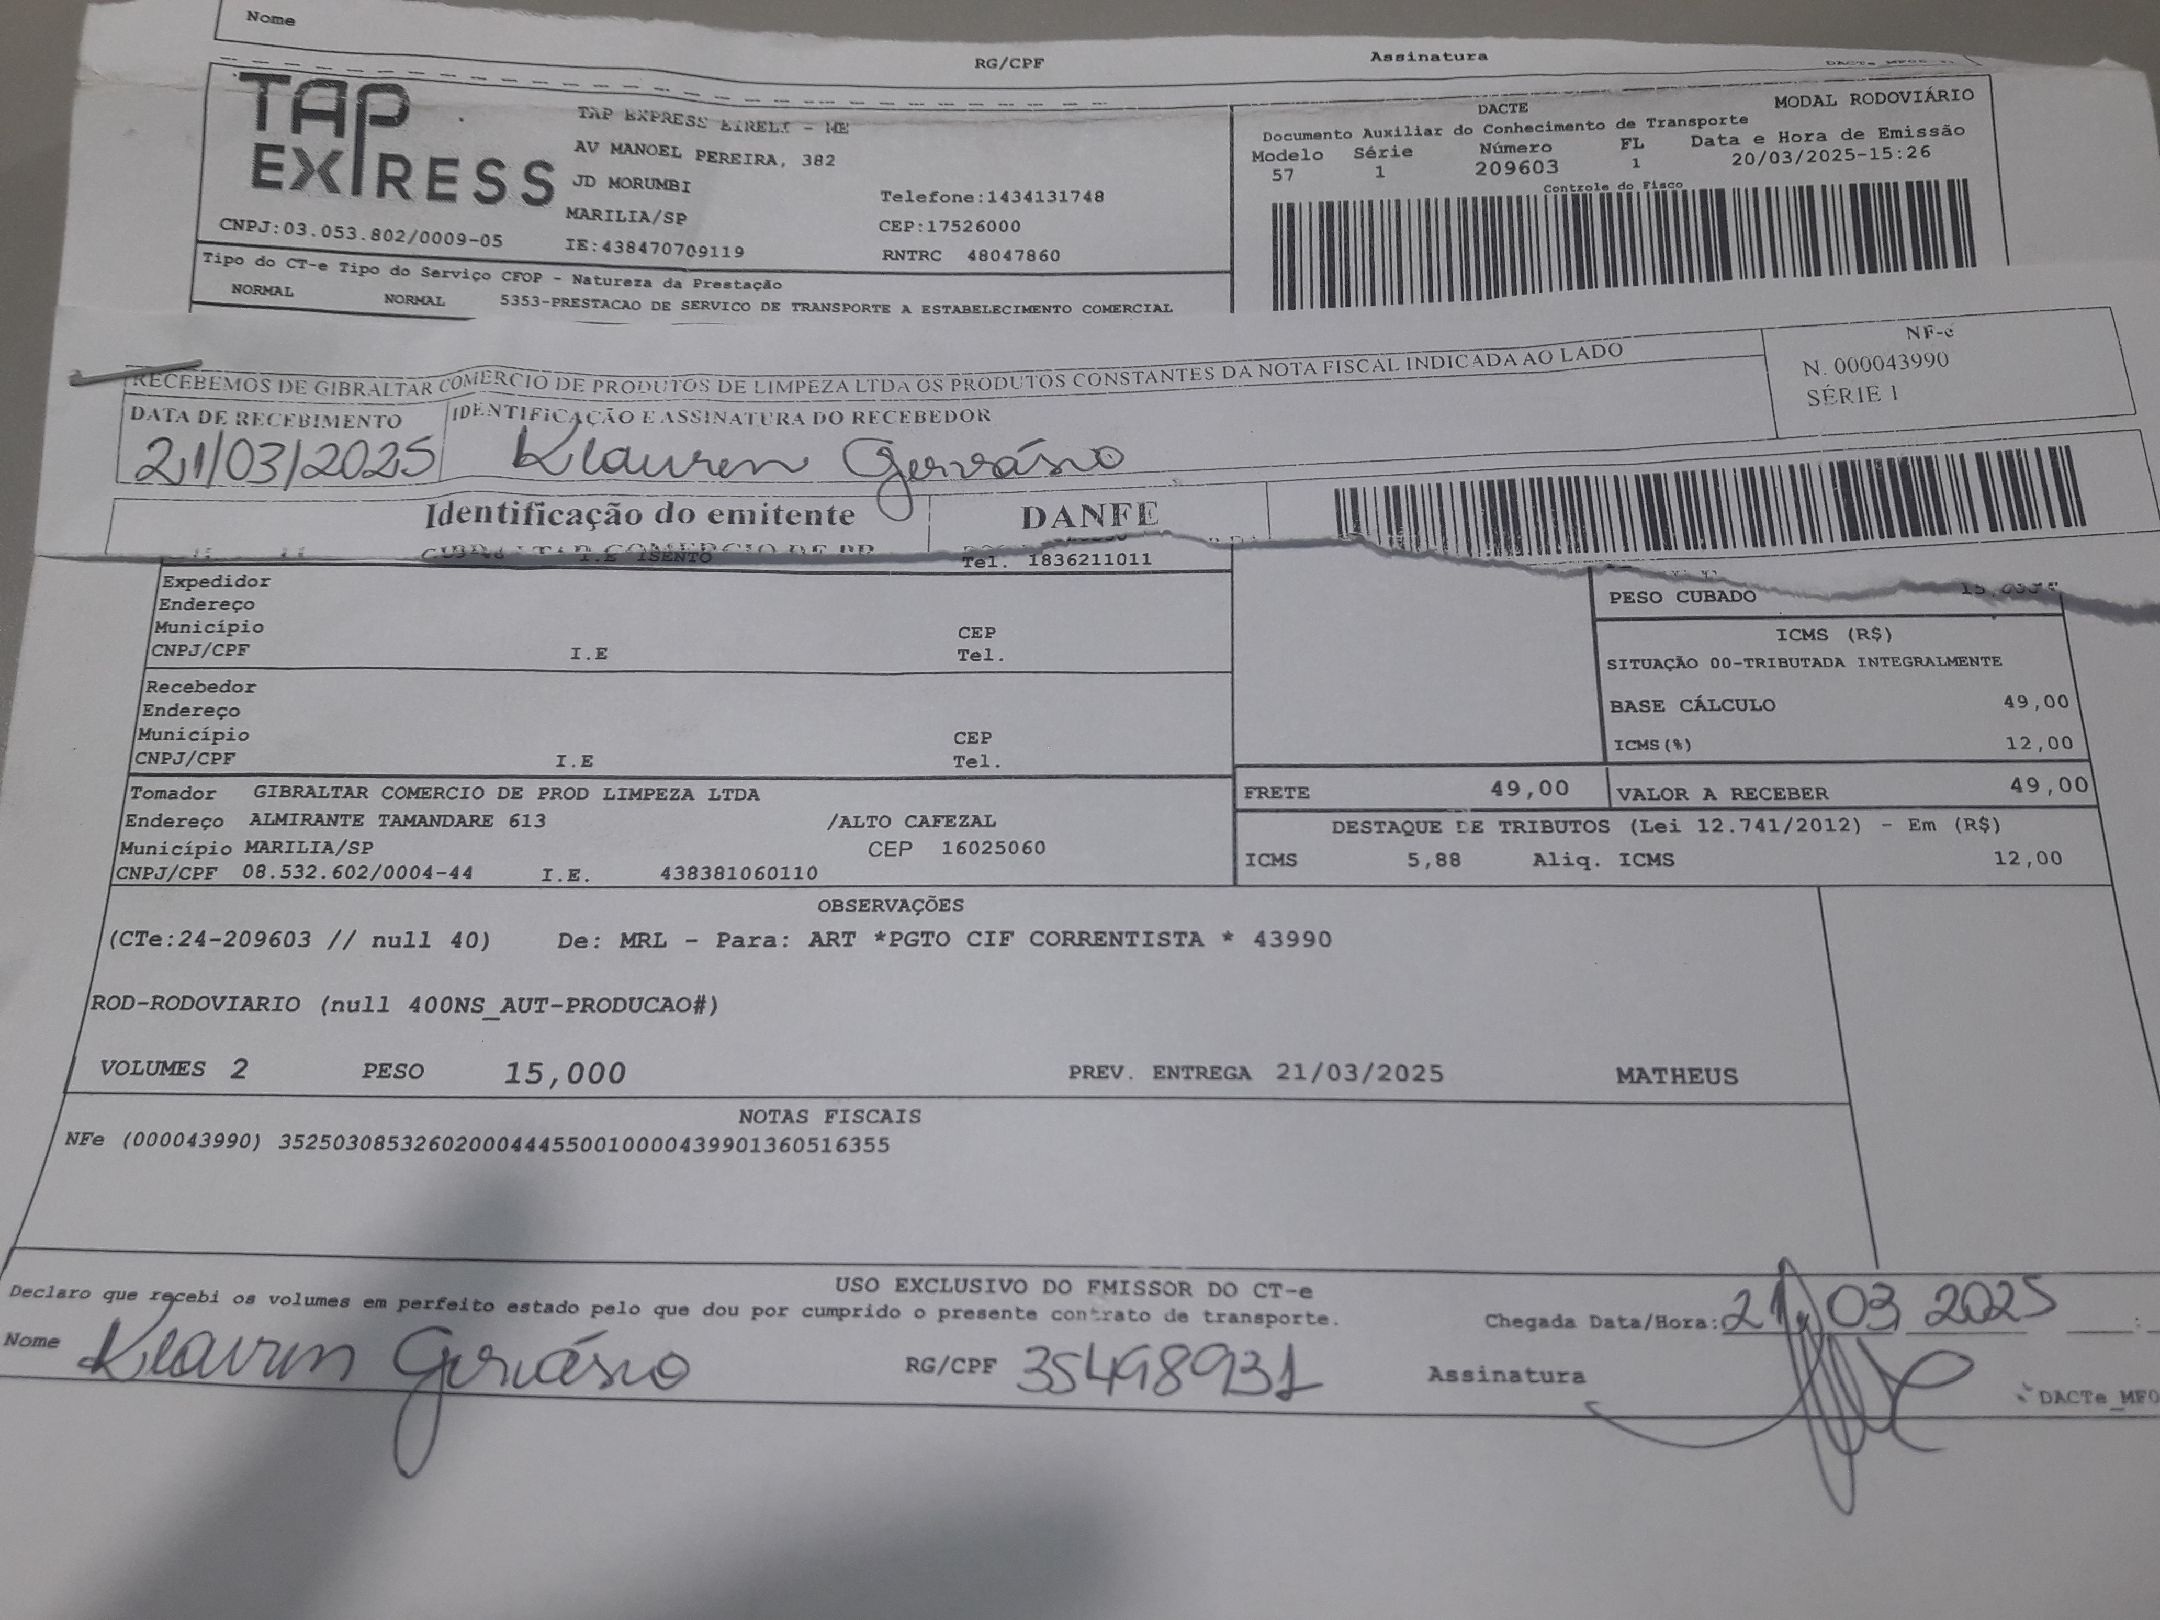 Nome
RG/CPF Assinatura
TAP EXPRESS
TAP EXPRESS EIRELI - ME
AV MANOEL PEREIRA, 382
JD MORUMBI
MARILIA/SP
IE:438470709119
Telefone:1434131748
CEP:17526000
RNTRC 48047860
CNPJ:03.053.802/0009-05
DACTE MODAL RODOVIÁRIO
Documento Auxiliar do Conhecimento de Transporte
Modelo Série Número FL Data e Hora de Emissão
57 1 209603 1 20/03/2025-15:26
Controle do Fisco
Tipo do CT-e Tipo do Serviço CFOP - Natureza da Prestação
NORMAL NORMAL 5353-PRESTACAO DE SERVICO DE TRANSPORTE A ESTABELECIMENTO COMERCIAL
RECEBEMOS DE GIBRALTAR COMERCIO DE PRODUTOS DE LIMPEZA LTDA OS PRODUTOS CONSTANTES DA NOTA FISCAL INDICADA AO LADO
NF-e
N. 000043990
SÉRIE 1
DATA DE RECEBIMENTO IDENTIFICAÇÃO E ASSINATURA DO RECEBEDOR
21/03/2025 Klauren Gervásio
Identificação do emitente DANFE
GIBRALTAR COMERCIO DE PR
I.E ISENTO Tel. 1836211011
Expedidor
Endereço
Município CEP
CNPJ/CPF I.E Tel.
Recebedor
Endereço
Município CEP
CNPJ/CPF I.E Tel.
PESO CUBADO
ICMS (R$)
SITUAÇÃO 00-TRIBUTADA INTEGRALMENTE
BASE CÁLCULO 49,00
ICMS(%) 12,00
Tomador GIBRALTAR COMERCIO DE PROD LIMPEZA LTDA
Endereço ALMIRANTE TAMANDARE 613 /ALTO CAFEZAL
Município MARILIA/SP CEP 16025060
CNPJ/CPF 08.532.602/0004-44 I.E. 438381060110
FRETE 49,00 VALOR A RECEBER 49,00
DESTAQUE DE TRIBUTOS (Lei 12.741/2012) - Em (R$)
ICMS 5,88 Aliq. ICMS 12,00
OBSERVAÇÕES
(CTe:24-209603 // null 40) De: MRL - Para: ART *PGTO CIF CORRENTISTA * 43990
ROD-RODOVIARIO (null 400NS_AUT-PRODUCAO#)
VOLUMES 2 PESO 15,000 PREV. ENTREGA 21/03/2025 MATHEUS
NOTAS FISCAIS
NFe (000043990) 35250308532602000444550010000439901360516355
USO EXCLUSIVO DO EMISSOR DO CT-e
Declaro que recebi os volumes em perfeito estado pelo que dou por cumprido o presente contrato de transporte.
Chegada Data/Hora: 21 03 2025 :
Nome Klauren Gervásio RG/CPF 35498931 Assinatura
DACTe_MF0